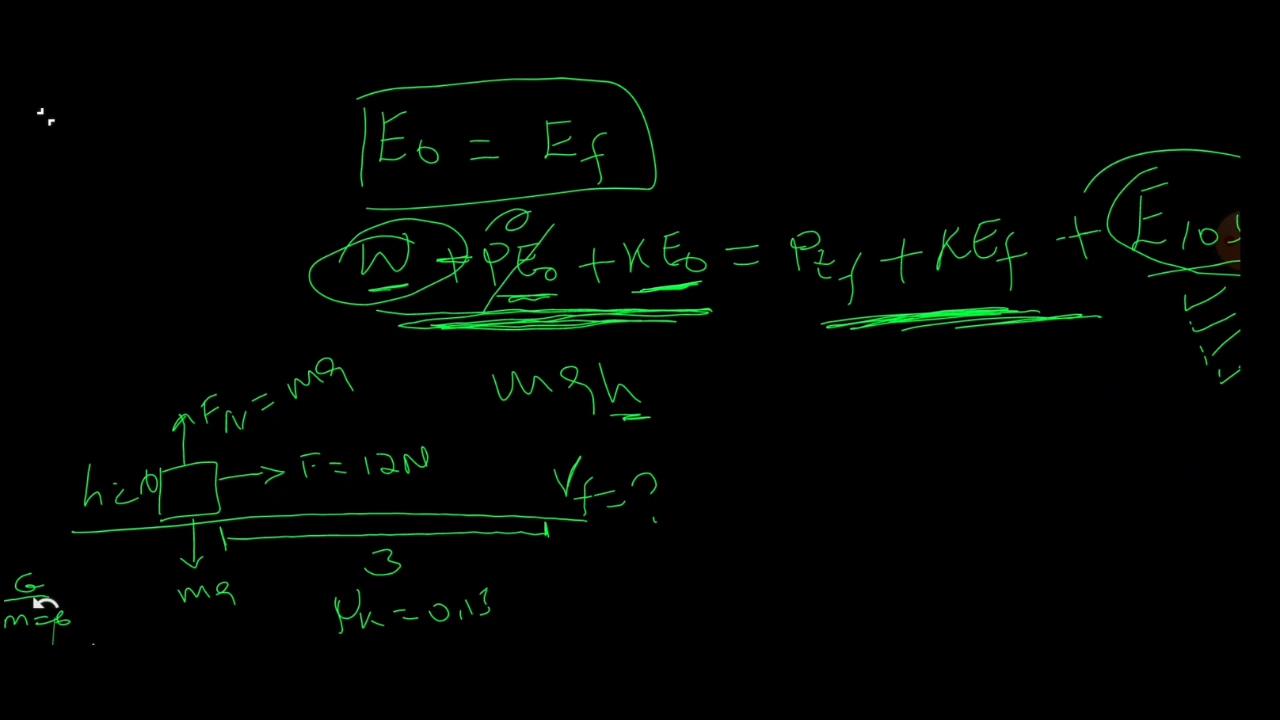 E₀ = E_f
W + PE₀ 0 + KE₀ = PE_f + KE_f + E_los
mgh
F_N = mg
h=0
F = 12N
V_f = ?
3
mg
μ_k = 0.13
G
m=6